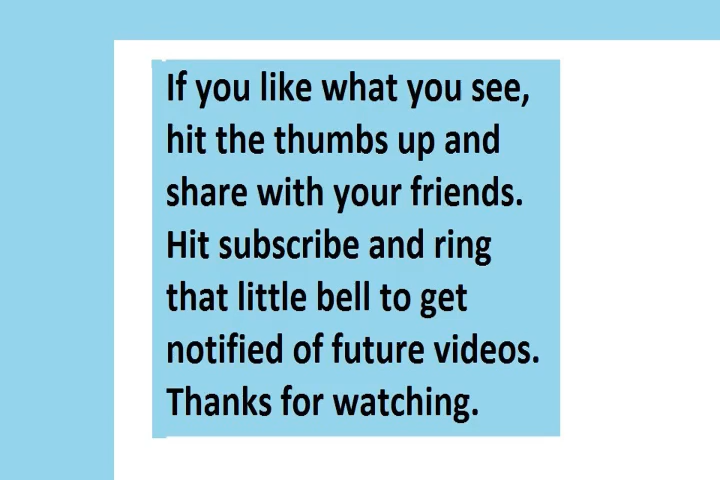 If you like what you see,
hit the thumbs up and
share with your friends.
Hit subscribe and ring
that little bell to get
notified of future videos.
Thanks for watching.